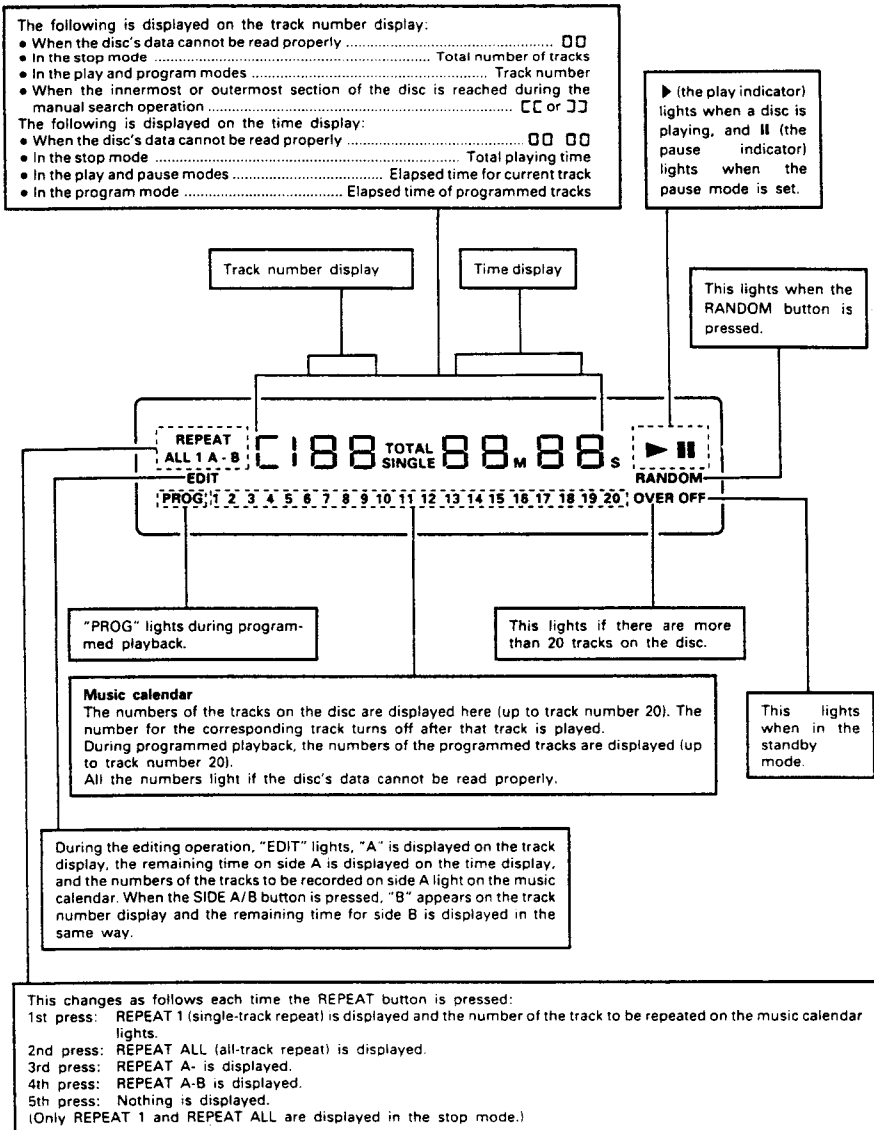 The following is displayed on the track number display:
● When the disc's data cannot be read properly ........ 00
● In the stop mode ........ Total number of tracks
● In the play and program modes ........ Track number
● When the innermost or outermost section of the disc is reached during the
manual search operation ........ [[ or ]]
The following is displayed on the time display:
● When the disc's data cannot be read properly ........ 00 00
● In the stop mode ........ Total playing time
● In the play and pause modes ........ Elapsed time for current track
● In the program mode ........ Elapsed time of programmed tracks
▶ (the play indicator)
lights when a disc is
playing, and II (the
pause indicator)
lights when the
pause mode is set.
Track number display
Time display
This lights when the
RANDOM button is
pressed.
REPEAT
ALL 1 A - B
EDIT
C188 TOTAL SINGLE 88 M 88 S
▶ II
RANDOM
PROG 1 2 3 4 5 6 7 8 9 10 11 12 13 14 15 16 17 18 19 20 OVER OFF
"PROG" lights during program-
med playback.
This lights if there are more
than 20 tracks on the disc.
Music calendar
The numbers of the tracks on the disc are displayed here (up to track number 20). The
number for the corresponding track turns off after that track is played.
During programmed playback, the numbers of the programmed tracks are displayed (up
to track number 20).
All the numbers light if the disc's data cannot be read properly.
This lights
when in the
standby
mode.
During the editing operation, "EDIT" lights, "A" is displayed on the track
display, the remaining time on side A is displayed on the time display,
and the numbers of the tracks to be recorded on side A light on the music
calendar. When the SIDE A/B button is pressed, "B" appears on the track
number display and the remaining time for side B is displayed in the
same way.
This changes as follows each time the REPEAT button is pressed:
1st press: REPEAT 1 (single-track repeat) is displayed and the number of the track to be repeated on the music calendar
lights.
2nd press: REPEAT ALL (all-track repeat) is displayed.
3rd press: REPEAT A- is displayed.
4th press: REPEAT A-B is displayed.
5th press: Nothing is displayed.
(Only REPEAT 1 and REPEAT ALL are displayed in the stop mode.)